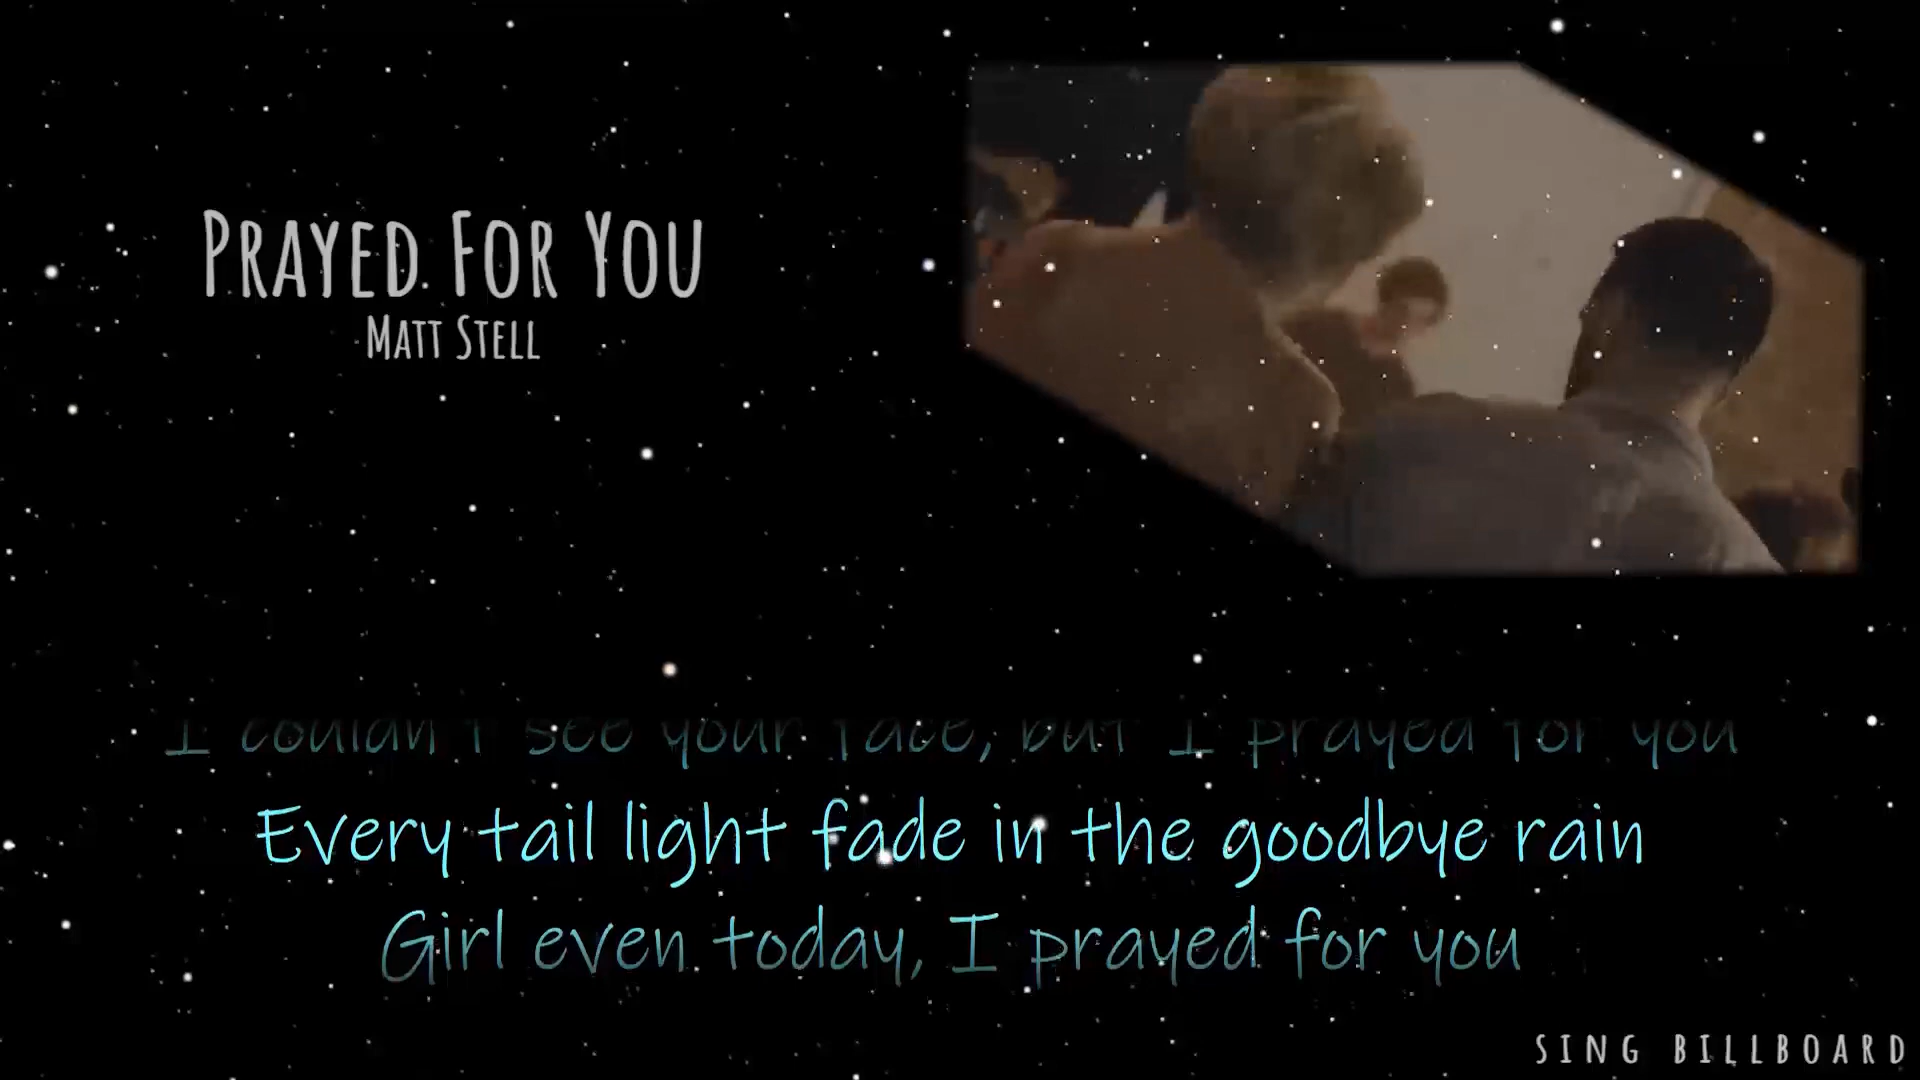 PRAYED FOR YOU
MATT STELL
I couldn't see your face, but I prayed for you
Every tail light fade in the goodbye rain
Girl even today, I prayed for you
SING BILLBOARD